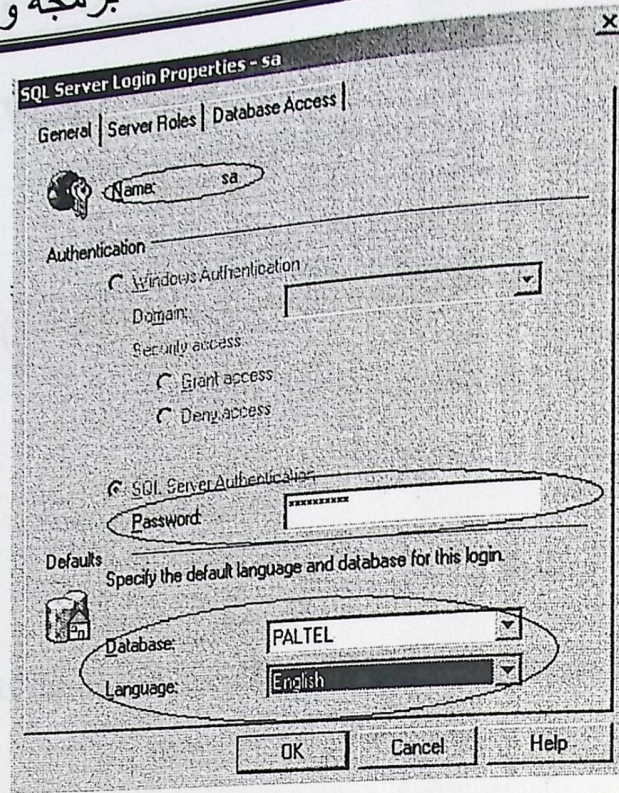 برمجة و
SQL Server Login Properties - sa
General Server Roles Database Access
Name: sa
Authentication
Windows Authentication
Domain:
Security access
Grant access
Deny access
SQL Server Authentication
Password: xxxxxxxxxx
Defaults
Specify the default language and database for this login.
Database: PALTEL
Language: English
OK Cancel Help